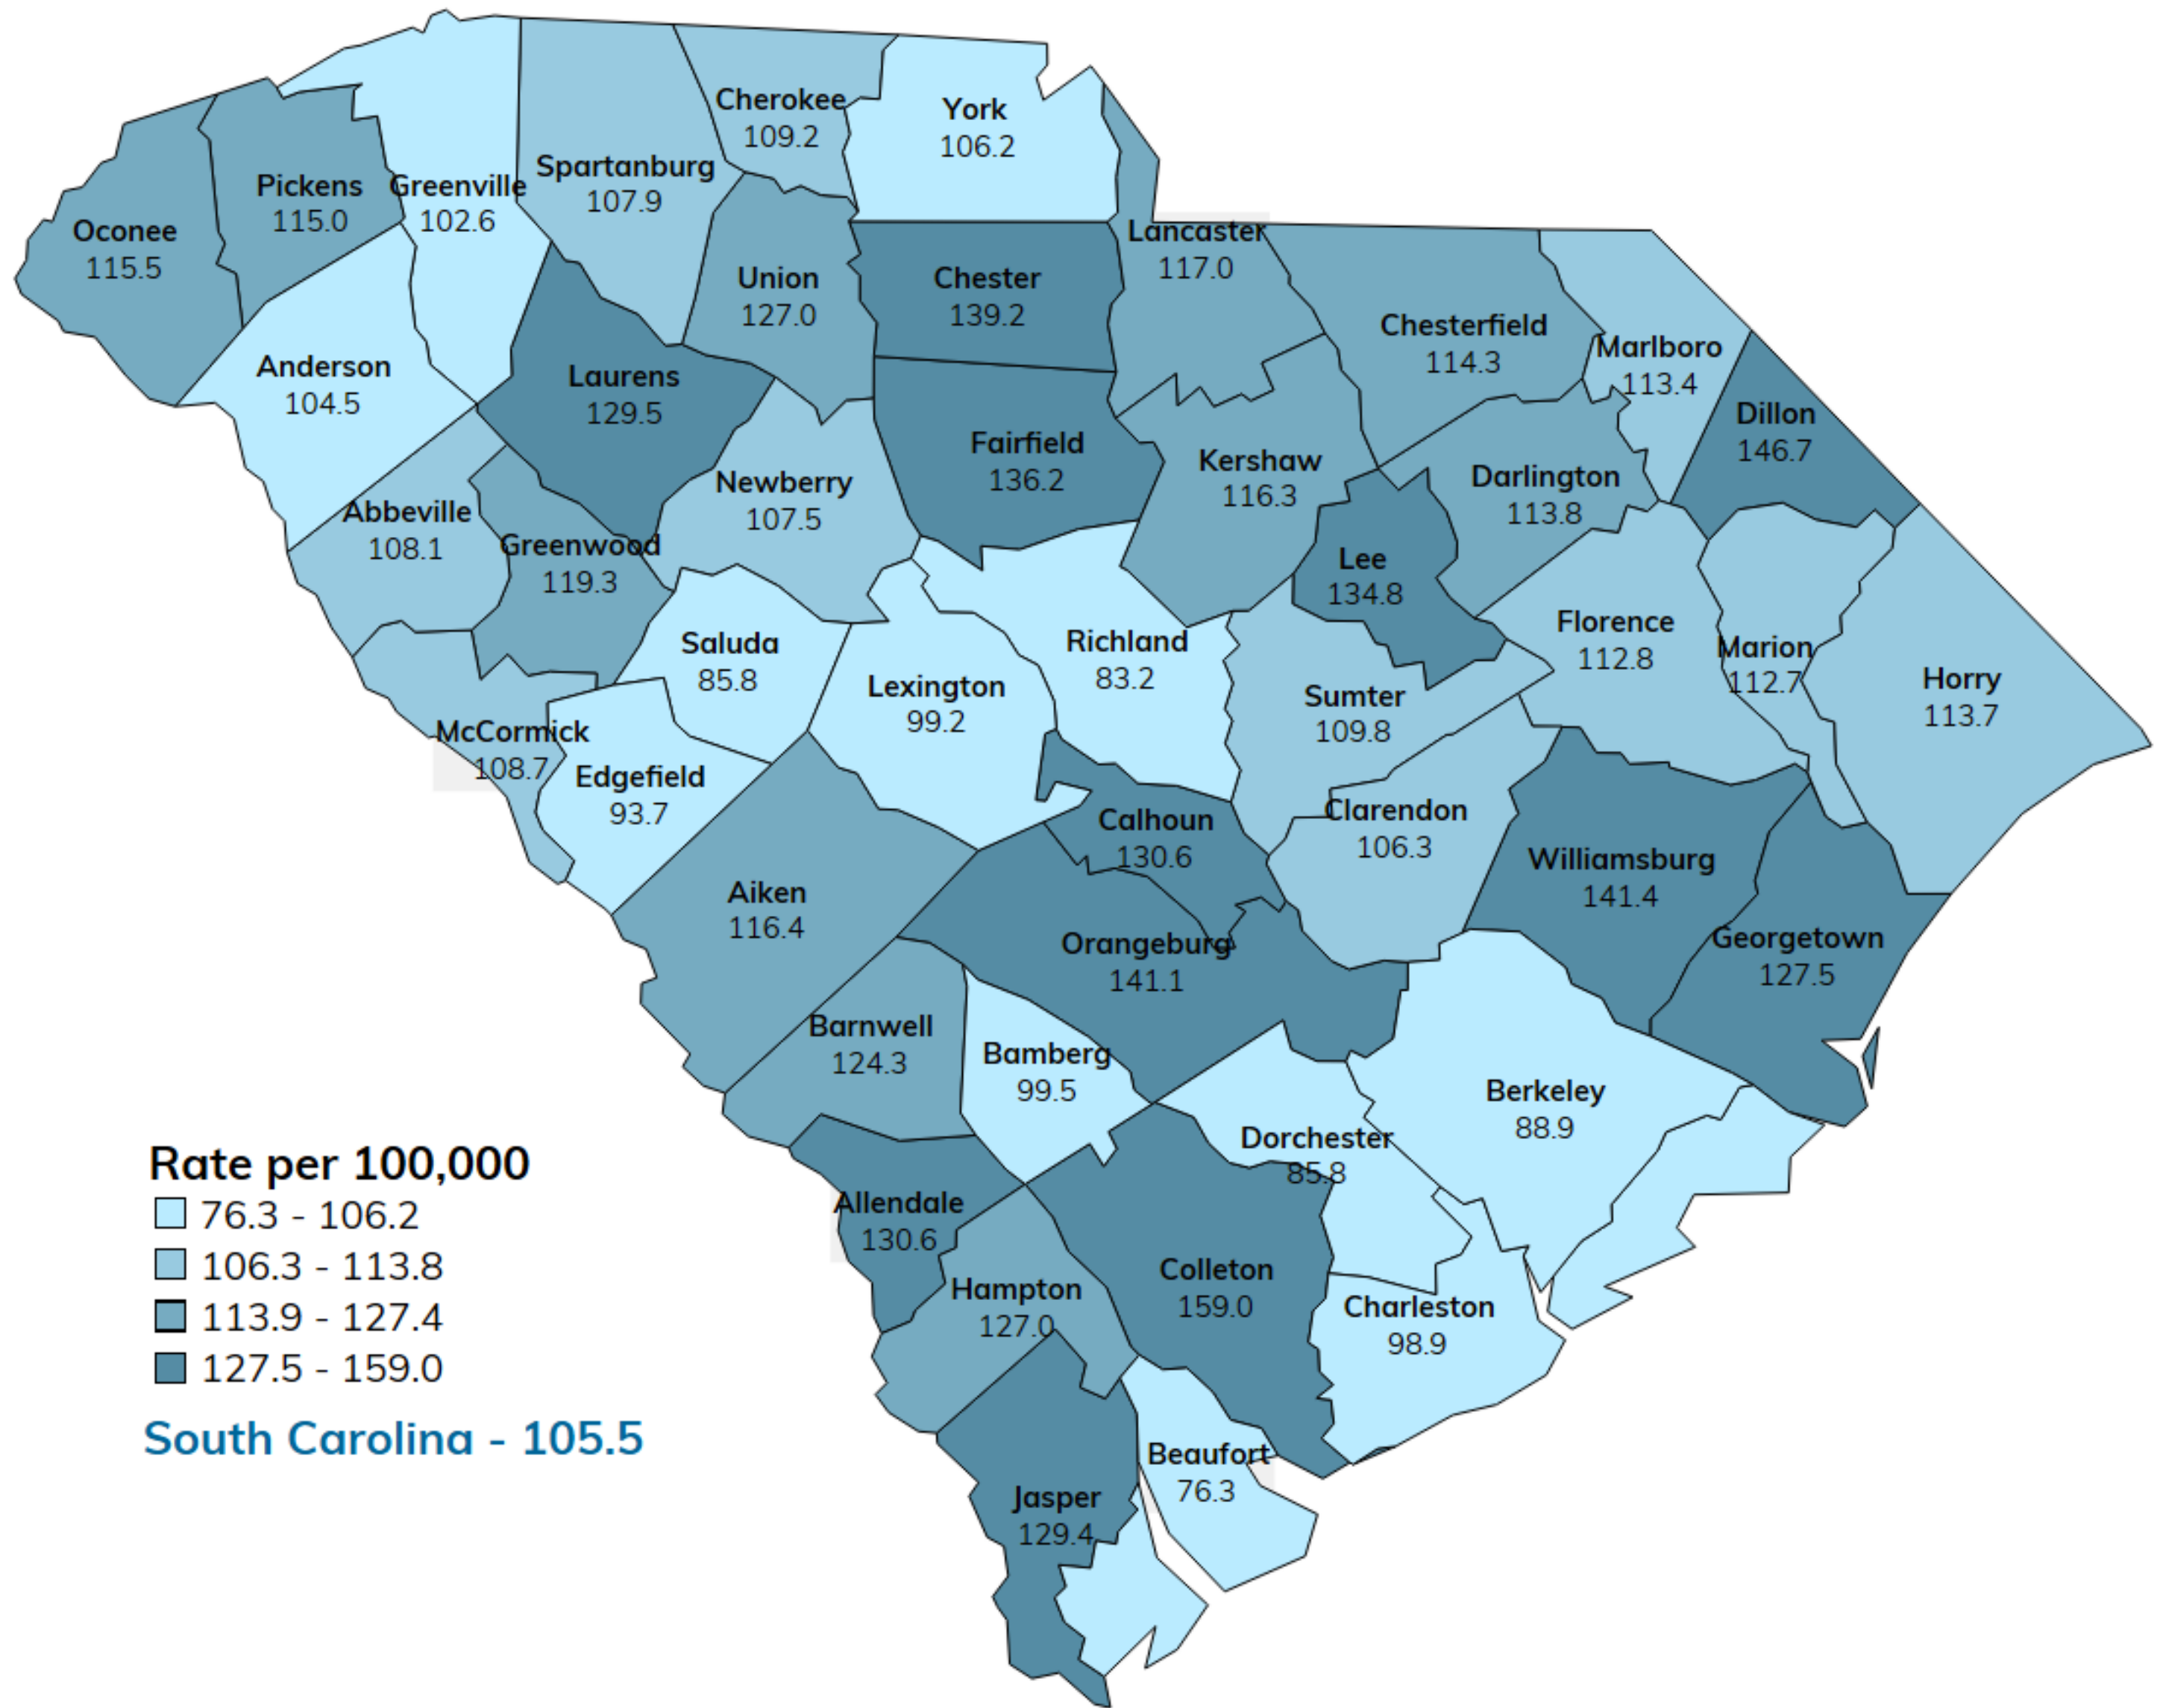 Cherokee
109.2
York
106.2
Spartanburg
107.9
Pickens
115.0
Greenville
102.6
Oconee
115.5
Lancaster
117.0
Union
127.0
Chester
139.2
Chesterfield
114.3
Marlboro
113.4
Anderson
104.5
Laurens
129.5
Dillon
146.7
Fairfield
136.2
Kershaw
116.3
Darlington
113.8
Newberry
107.5
Abbeville
108.1
Greenwood
119.3
Lee
134.8
Florence
112.8
Saluda
85.8
Richland
83.2
Marion
112.7
Lexington
99.2
Sumter
109.8
Horry
113.7
McCormick
108.7
Edgefield
93.7
Calhoun
130.6
Clarendon
106.3
Williamsburg
141.4
Aiken
116.4
Orangeburg
141.1
Georgetown
127.5
Barnwell
124.3
Bamberg
99.5
Berkeley
88.9
Dorchester
85.8
Allendale
130.6
Colleton
159.0
Hampton
127.0
Charleston
98.9
Beaufort
76.3
Jasper
129.4
Rate per 100,000
76.3 - 106.2
106.3 - 113.8
113.9 - 127.4
127.5 - 159.0
South Carolina - 105.5